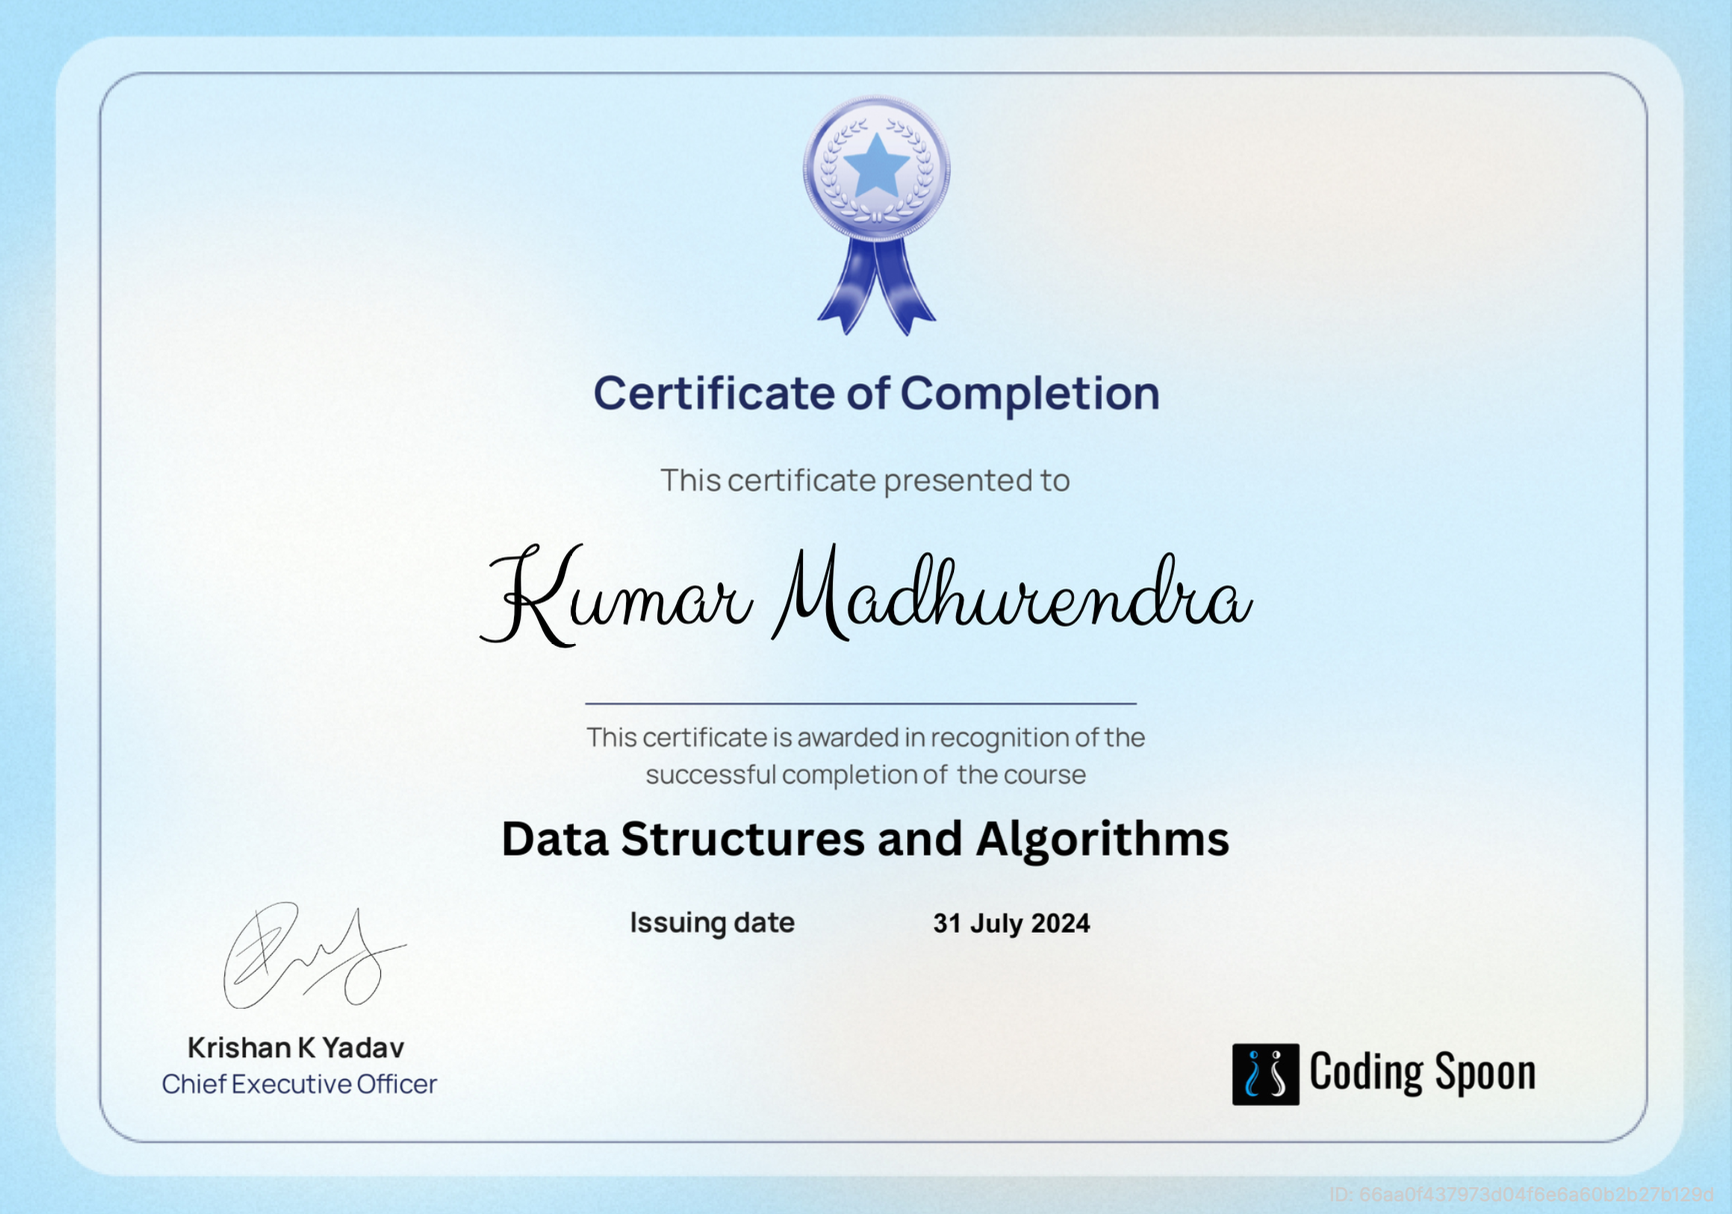 Certificate of Completion
This certificate presented to
Kumar Madhurendra
This certificate is awarded in recognition of the
successful completion of the course
Data Structures and Algorithms
Issuing date 31 July 2024
Krishan K Yadav
Chief Executive Officer
Coding Spoon
ID: 66aa0f437973d04f6e6a60b2b27b129d